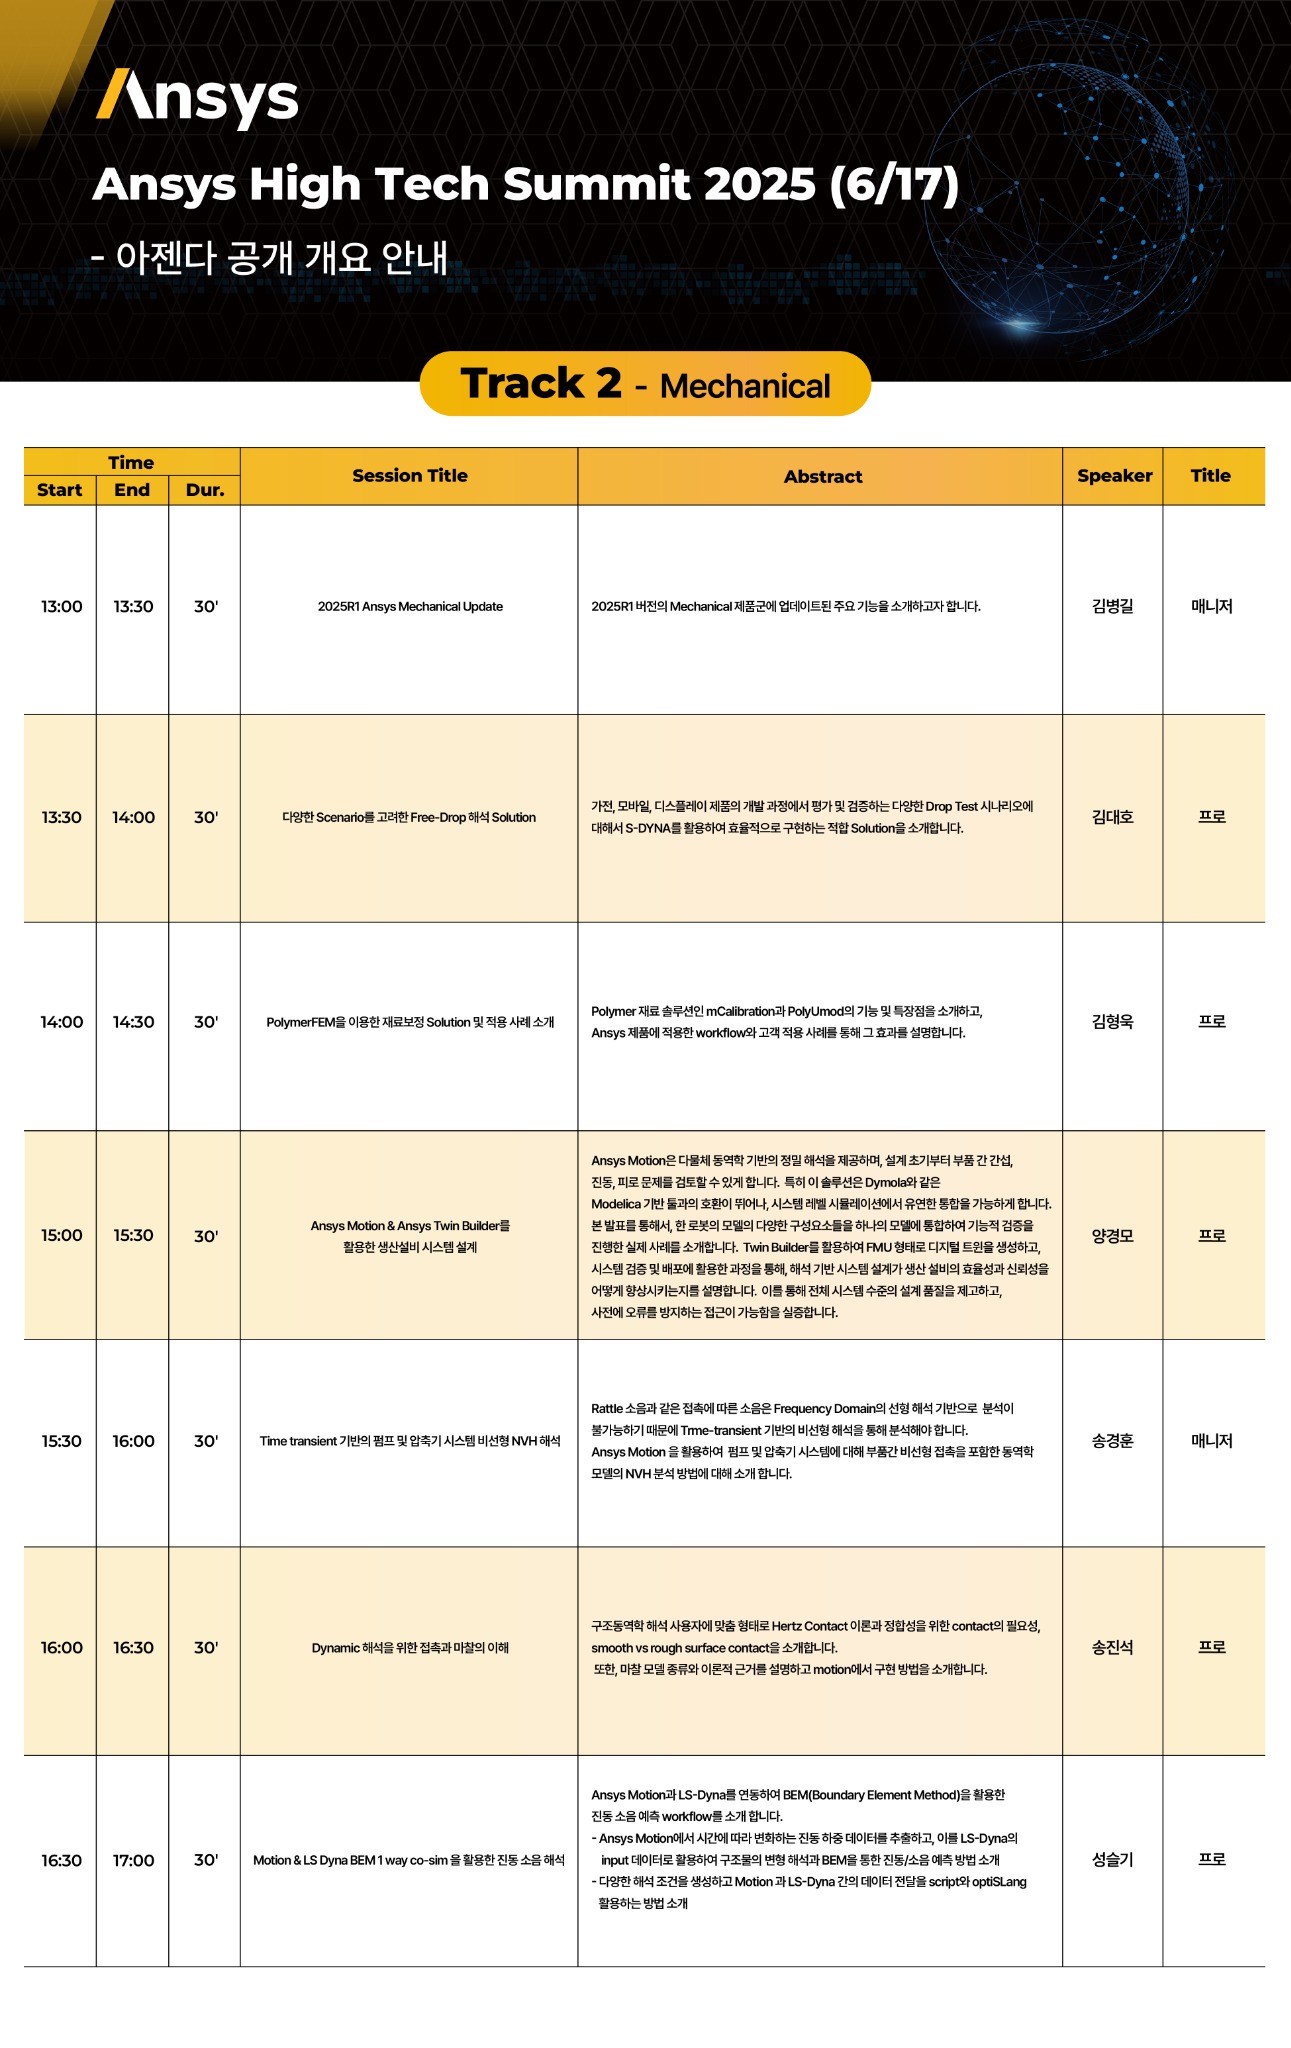 Ansys
Ansys High Tech Summit 2025 (6/17)
- 아젠다 공개 개요 안내
Track 2 - Mechanical
Time
Start End Dur. Session Title Abstract Speaker Title
13:00 13:30 30' 2025R1 Ansys Mechanical Update 2025R1 버전의 Mechanical 제품군에 업데이트된 주요 기능을 소개하고자 합니다. 김병길 매니저
13:30 14:00 30' 다양한 Scenario를 고려한 Free-Drop 해석 Solution
가전, 모바일, 디스플레이 제품의 개발 과정에서 평가 및 검증하는 다양한 Drop Test 시나리오에
대해서 S-DYNA를 활용하여 효율적으로 구현하는 적합 Solution을 소개합니다.
김대호 프로
14:00 14:30 30' PolymerFEM을 이용한 재료보정 Solution 및 적용 사례 소개
Polymer 재료 솔루션인 mCalibration과 PolyUmod의 기능 및 특장점을 소개하고,
Ansys 제품에 적용한 workflow와 고객 적용 사례를 통해 그 효과를 설명합니다.
김형욱 프로
15:00 15:30 30'
Ansys Motion & Ansys Twin Builder를
활용한 생산설비 시스템 설계
Ansys Motion은 다물체 동역학 기반의 정밀 해석을 제공하며, 설계 초기부터 부품 간 간섭,
진동, 피로 문제를 검토할 수 있게 합니다. 특히 이 솔루션은 Dymola와 같은
Modelica 기반 툴과의 호환이 뛰어나, 시스템 레벨 시뮬레이션에서 유연한 통합을 가능하게 합니다.
본 발표를 통해서, 한 로봇의 모델의 다양한 구성요소들을 하나의 모델에 통합하여 기능적 검증을
진행한 실제 사례를 소개합니다. Twin Builder를 활용하여 FMU 형태로 디지털 트윈을 생성하고,
시스템 검증 및 배포에 활용한 과정을 통해, 해석 기반 시스템 설계가 생산 설비의 효율성과 신뢰성을
어떻게 향상시키는지를 설명합니다. 이를 통해 전체 시스템 수준의 설계 품질을 제고하고,
사전에 오류를 방지하는 접근이 가능함을 실증합니다.
양경모 프로
15:30 16:00 30' Time transient 기반의 펌프 및 압축기 시스템 비선형 NVH 해석
Rattle 소음과 같은 접촉에 따른 소음은 Frequency Domain의 선형 해석 기반으로 분석이
불가능하기 때문에 Trme-transient 기반의 비선형 해석을 통해 분석해야 합니다.
Ansys Motion 을 활용하여 펌프 및 압축기 시스템에 대해 부품간 비선형 접촉을 포함한 동역학
모델의 NVH 분석 방법에 대해 소개 합니다.
송경훈 매니저
16:00 16:30 30' Dynamic 해석을 위한 접촉과 마찰의 이해
구조동역학 해석 사용자에 맞춤 형태로 Hertz Contact 이론과 정합성을 위한 contact의 필요성,
smooth vs rough surface contact을 소개합니다.
또한, 마찰 모델 종류와 이론적 근거를 설명하고 motion에서 구현 방법을 소개합니다.
송진석 프로
16:30 17:00 30' Motion & LS Dyna BEM 1 way co-sim 을 활용한 진동 소음 해석
Ansys Motion과 LS-Dyna를 연동하여 BEM(Boundary Element Method)을 활용한
진동 소음 예측 workflow를 소개 합니다.
- Ansys Motion에서 시간에 따라 변화하는 진동 하중 데이터를 추출하고, 이를 LS-Dyna의
input 데이터로 활용하여 구조물의 변형 해석과 BEM을 통한 진동/소음 예측 방법 소개
- 다양한 해석 조건을 생성하고 Motion 과 LS-Dyna 간의 데이터 전달을 script와 optiSLang
활용하는 방법 소개
성슬기 프로